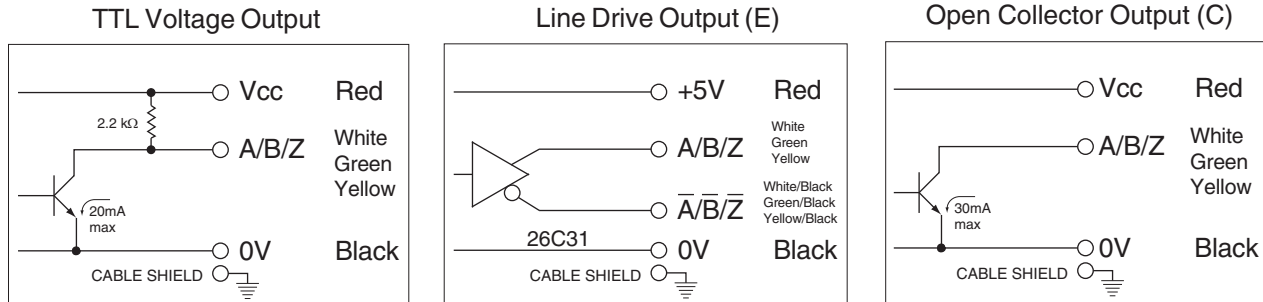 TTL Voltage Output
Vcc Red
2.2 kΩ
A/B/Z White
Green
Yellow
20mA
max
0V Black
CABLE SHIELD
Line Drive Output (E)
+5V Red
A/B/Z White
Green
Yellow
A̅/B̅/Z̅ White/Black
Green/Black
Yellow/Black
26C31 0V Black
CABLE SHIELD
Open Collector Output (C)
Vcc Red
A/B/Z White
Green
Yellow
30mA
max
0V Black
CABLE SHIELD